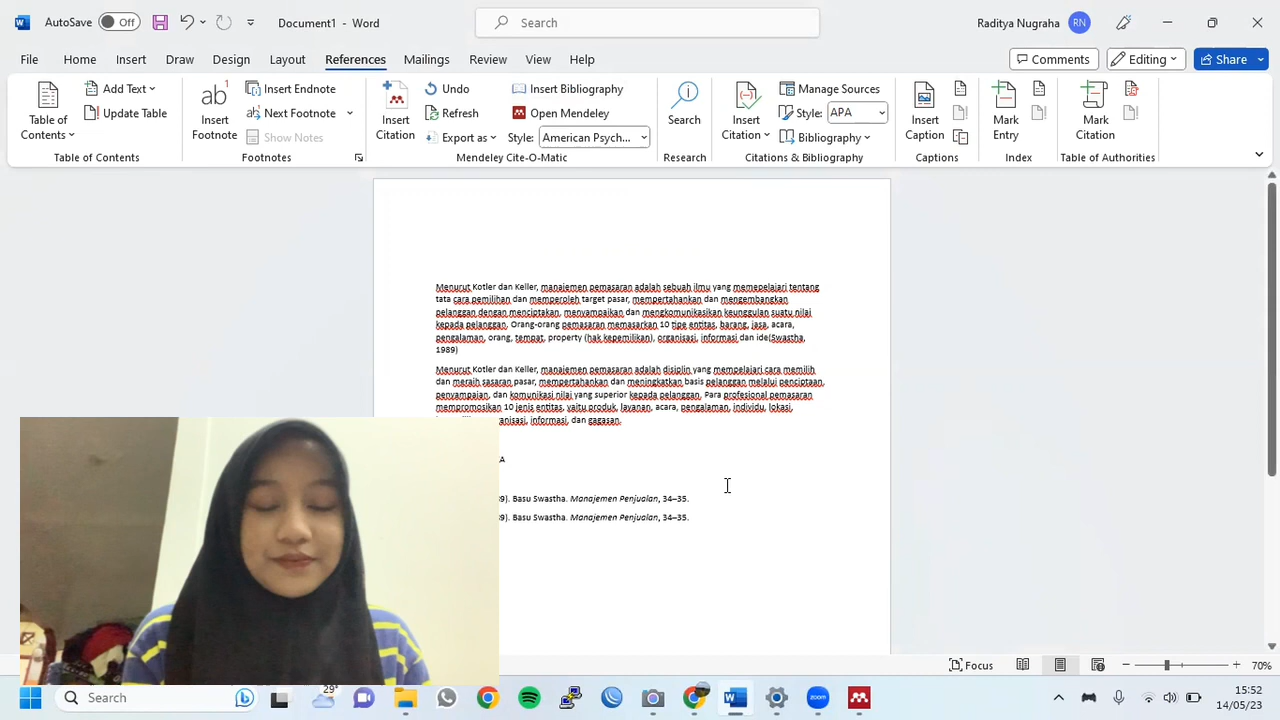 AutoSave Off Document1 - Word Search Raditya Nugraha RN
File Home Insert Draw Design Layout References Mailings Review View Help Comments Editing Share
Table of Contents
Add Text
Update Table
Table of Contents
ab
Insert Footnote
Insert Endnote
Next Footnote
Show Notes
Footnotes
Insert Citation
Undo
Refresh
Export as
Insert Bibliography
Open Mendeley
Style: American Psych...
Mendeley Cite-O-Matic
Search
Research
Insert Citation
Manage Sources
Style: APA
Bibliography
Citations & Bibliography
Insert Caption
Captions
Mark Entry
Index
Mark Citation
Table of Authorities
Menurut Kotler dan Keller, manajemen pemasaran adalah sebuah ilmu yang memepelajari tentang
tata cara pemilihan dan memperoleh target pasar, mempertahankan dan mengembangkan
pelanggan dengan menciptakan, menyampaikan dan mengkomunikasikan keunggulan suatu nilai
kepada pelanggan. Orang-orang pemasaran memasarkan 10 tipe entitas, barang, jasa, acara,
pengalaman, orang, tempat, property (hak kepemilikan), organisasi, informasi dan ide(Swastha,
1989)
Menurut Kotler dan Keller, manajemen pemasaran adalah disiplin yang mempelajari cara memilih
dan meraih sasaran pasar, mempertahankan dan meningkatkan basis pelanggan melalui penciptaan,
penyampaian, dan komunikasi nilai yang superior kepada pelanggan. Para profesional pemasaran
mempromosikan 10 jenis entitas, yaitu produk, layanan, acara, pengalaman, individu, lokasi,
informasi, dan gagasan.
A
9). Basu Swastha. Manajemen Penjualan, 34–35.
9). Basu Swastha. Manajemen Penjualan, 34–35.
Focus 70%
Search 29° 15:52
14/05/23